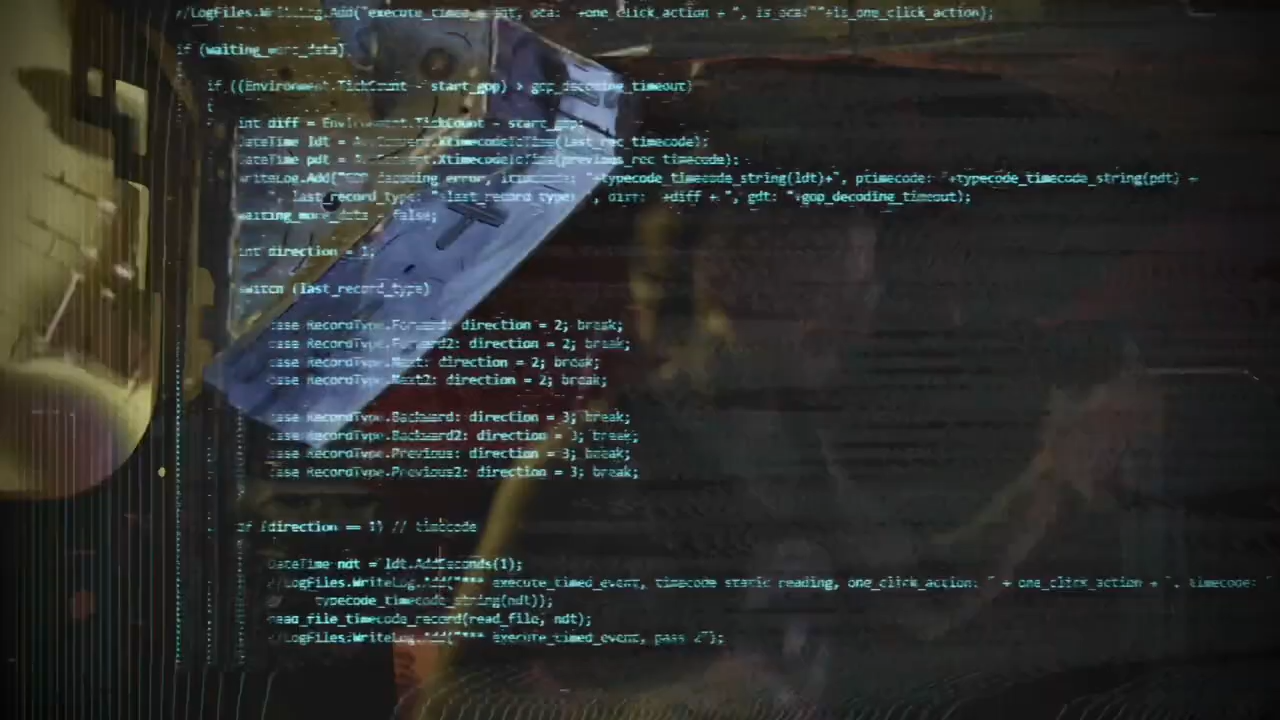 //LogFiles.WriteLog.Add("execute_timed_event, oca: "+one_click_action + ", is_oca: "+is_one_click_action);
if (waiting_more_data)
if ((Environment.TickCount - start_gop) > gop_decoding_timeout)
{
int diff = Environment.TickCount - start_gop;
DateTime ldt =
DateTime pdt =
WriteLog.Add("GOP decoding error, "+typecode_timecode_string(ldt)+", ptimecode: "+typecode_timecode_string(pdt) +
", last_record_type: "+last_record_type+", diff: "+diff + ", gdt: "+gop_decoding_timeout);
waiting_more_data = false;
int direction = 1;
switch (last_record_type)
case RecordType.Forward: direction = 2; break;
case RecordType.Forward2: direction = 2; break;
case RecordType.Next: direction = 2; break;
case RecordType.Next2: direction = 2; break;
case RecordType.Backward: direction = 3; break;
case RecordType.Backward2: direction = 3; break;
case RecordType.Previous: direction = 3; break;
case RecordType.Previous2: direction = 3; break;
if (direction == 1) // timecode
DateTime ndt = ldt.AddSeconds(1);
//LogFiles.WriteLog.Add("*** execute_timed_event, timecode static reading, one_click_action: " + one_click_action + ", timecode: "
typecode_timecode_string(ndt));
read_file_timecode_record(read_file, ndt);
//LogFiles.WriteLog.Add("*** execute_timed_event, pass 2");